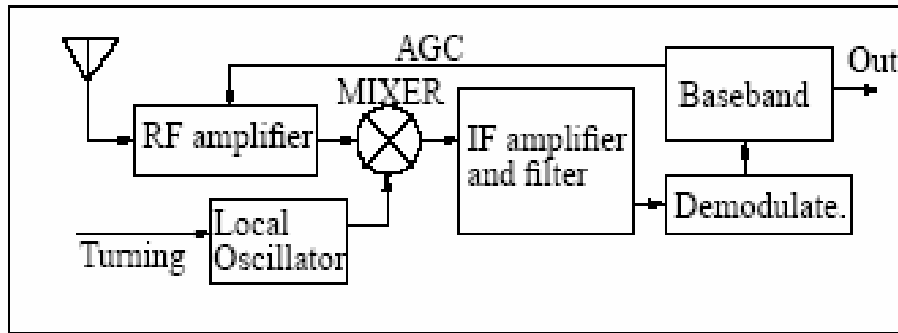 AGC
Out
MIXER
Baseband
RF amplifier
IF amplifier
and filter
Demodulate.
Local
Oscillator
Turning